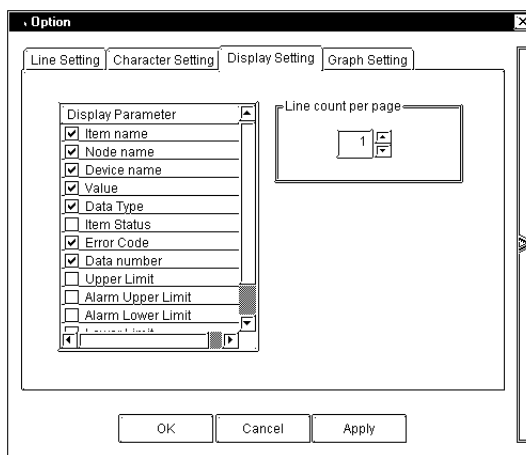 Option
Line Setting
Character Setting
Display Setting
Graph Setting
Display Parameter
Item name
Node name
Device name
Value
Data Type
Item Status
Error Code
Data number
Upper Limit
Alarm Upper Limit
Alarm Lower Limit
Line count per page
1
OK
Cancel
Apply